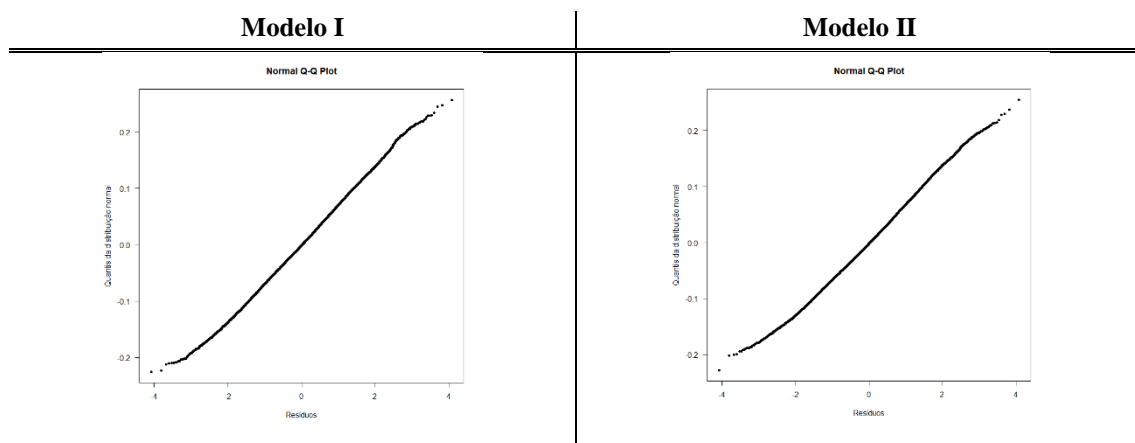 Modelo I
Modelo II
Normal Q-Q Plot
Quantis da distribuição normal
0.2
0.1
0.0
-0.1
-0.2
-4 2 0 2 4
Resíduos
Normal Q-Q Plot
Quantis da distribuição normal
0.2
0.1
0.0
-0.1
-0.2
-4 -2 0 2 4
Resíduos